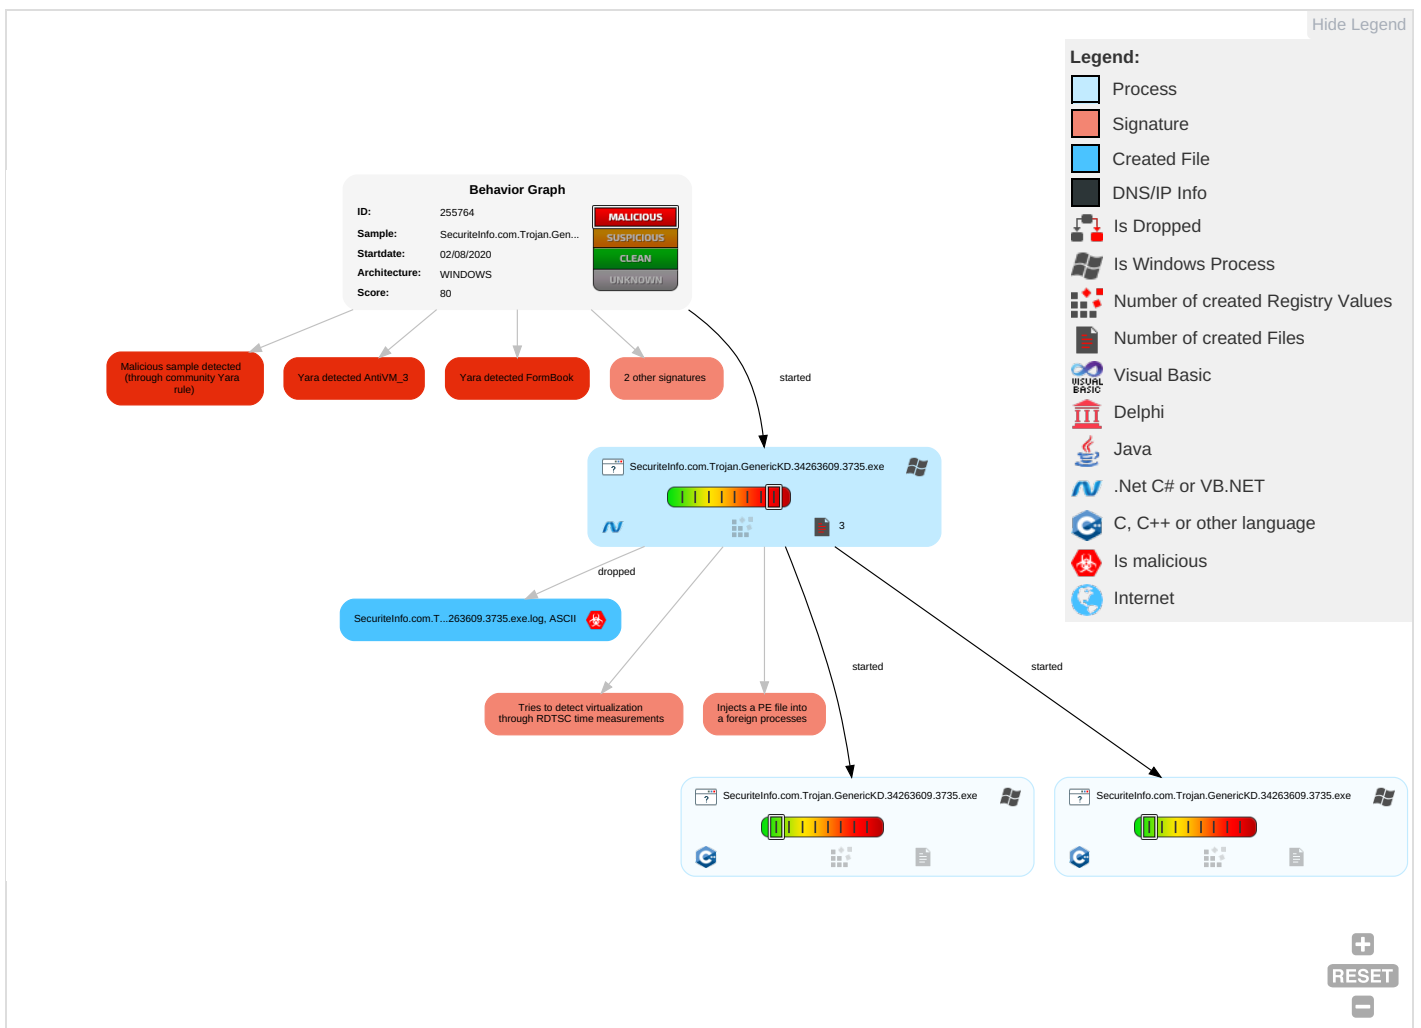 Hide Legend
Legend:
Process
Signature
Created File
DNS/IP Info
Is Dropped
Is Windows Process
Number of created Registry Values
Number of created Files
VISUAL
BASIC
Visual Basic
Delphi
Java
.Net C# or VB.NET
C, C++ or other language
Is malicious
Internet
Behavior Graph
ID: 255764
Sample: SecuriteInfo.com.Trojan.Gen...
Startdate: 02/08/2020
Architecture: WINDOWS
Score: 80
MALICIOUS
SUSPICIOUS
CLEAN
UNKNOWN
Malicious sample detected
(through community Yara
rule)
Yara detected AntiVM_3
Yara detected FormBook
2 other signatures
started
SecuriteInfo.com.Trojan.GenericKD.34263609.3735.exe
3
dropped
SecuriteInfo.com.T...263609.3735.exe.log, ASCII
started
started
Tries to detect virtualization
through RDTSC time measurements
Injects a PE file into
a foreign processes
SecuriteInfo.com.Trojan.GenericKD.34263609.3735.exe
SecuriteInfo.com.Trojan.GenericKD.34263609.3735.exe
RESET